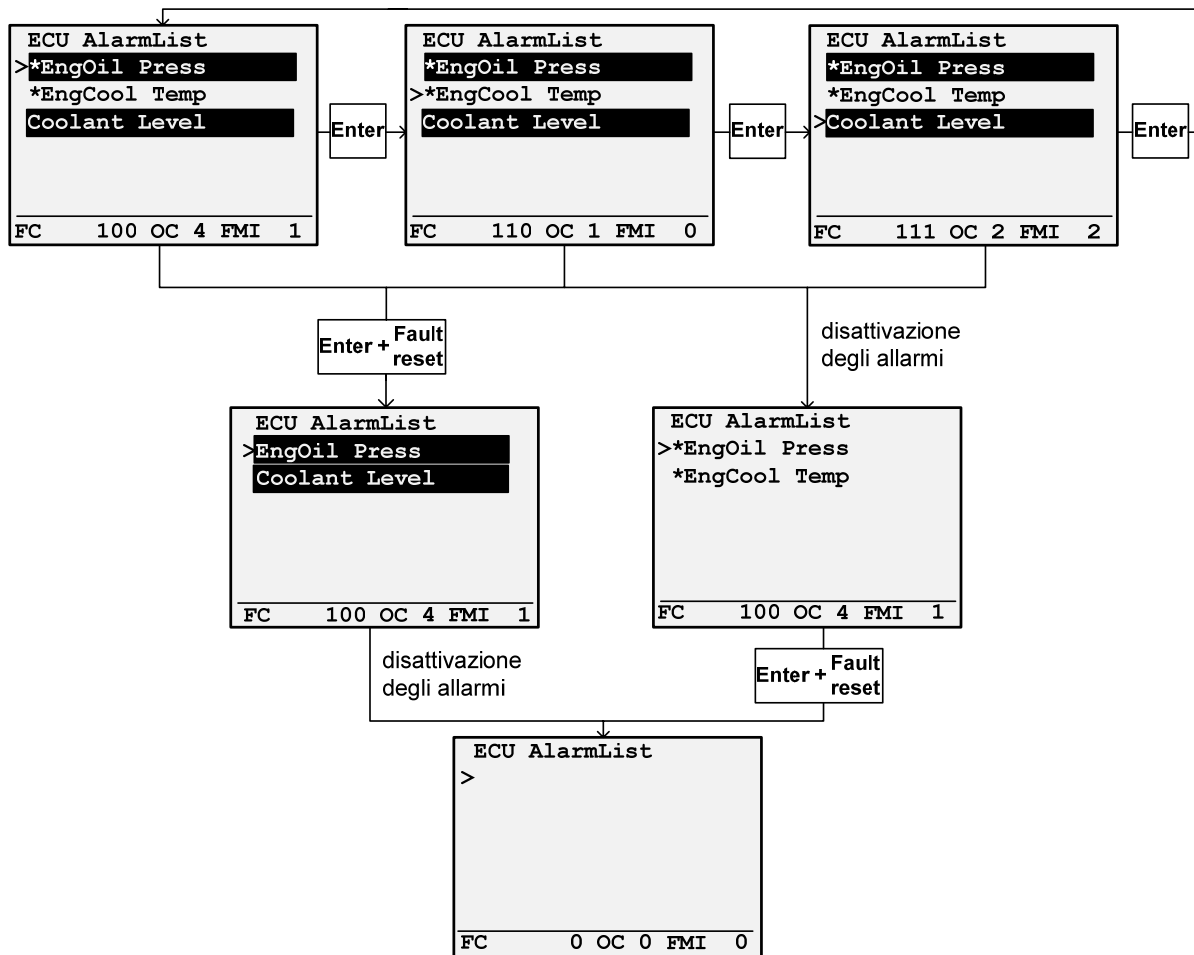 ECU AlarmList
>*EngOil Press
*EngCool Temp
Coolant Level
FC 100 OC 4 FMI 1
Enter
ECU AlarmList
*EngOil Press
>*EngCool Temp
Coolant Level
FC 110 OC 1 FMI 0
Enter
ECU AlarmList
*EngOil Press
*EngCool Temp
>Coolant Level
FC 111 OC 2 FMI 2
Enter
Enter + Fault
reset
disattivazione
degli allarmi
ECU AlarmList
>EngOil Press
Coolant Level
FC 100 OC 4 FMI 1
ECU AlarmList
>*EngOil Press
*EngCool Temp
FC 100 OC 4 FMI 1
disattivazione
degli allarmi
Enter + Fault
reset
ECU AlarmList
>
FC 0 OC 0 FMI 0